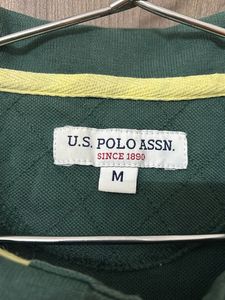 U.S. POLO ASSN.
SINCE 1890
M